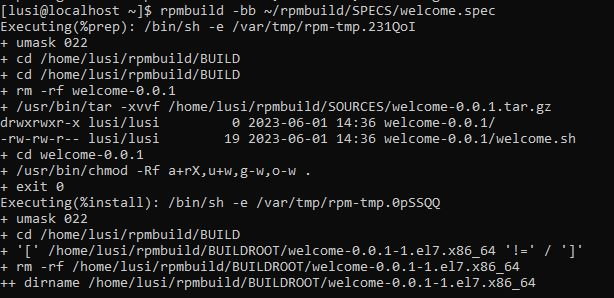 [lusi@localhost ~]$ rpmbuild -bb ~/rpmbuild/SPECS/welcome.spec
Executing(%prep): /bin/sh -e /var/tmp/rpm-tmp.231QoI
+ umask 022
+ cd /home/lusi/rpmbuild/BUILD
+ cd /home/lusi/rpmbuild/BUILD
+ rm -rf welcome-0.0.1
+ /usr/bin/tar -xvvf /home/lusi/rpmbuild/SOURCES/welcome-0.0.1.tar.gz
drwxrwxr-x lusi/lusi         0 2023-06-01 14:36 welcome-0.0.1/
-rw-rw-r-- lusi/lusi        19 2023-06-01 14:36 welcome-0.0.1/welcome.sh
+ cd welcome-0.0.1
+ /usr/bin/chmod -Rf a+rX,u+w,g-w,o-w .
+ exit 0
Executing(%install): /bin/sh -e /var/tmp/rpm-tmp.0pSSQQ
+ umask 022
+ cd /home/lusi/rpmbuild/BUILD
+ '[' /home/lusi/rpmbuild/BUILDROOT/welcome-0.0.1-1.el7.x86_64 '!=' / ']'
+ rm -rf /home/lusi/rpmbuild/BUILDROOT/welcome-0.0.1-1.el7.x86_64
++ dirname /home/lusi/rpmbuild/BUILDROOT/welcome-0.0.1-1.el7.x86_64